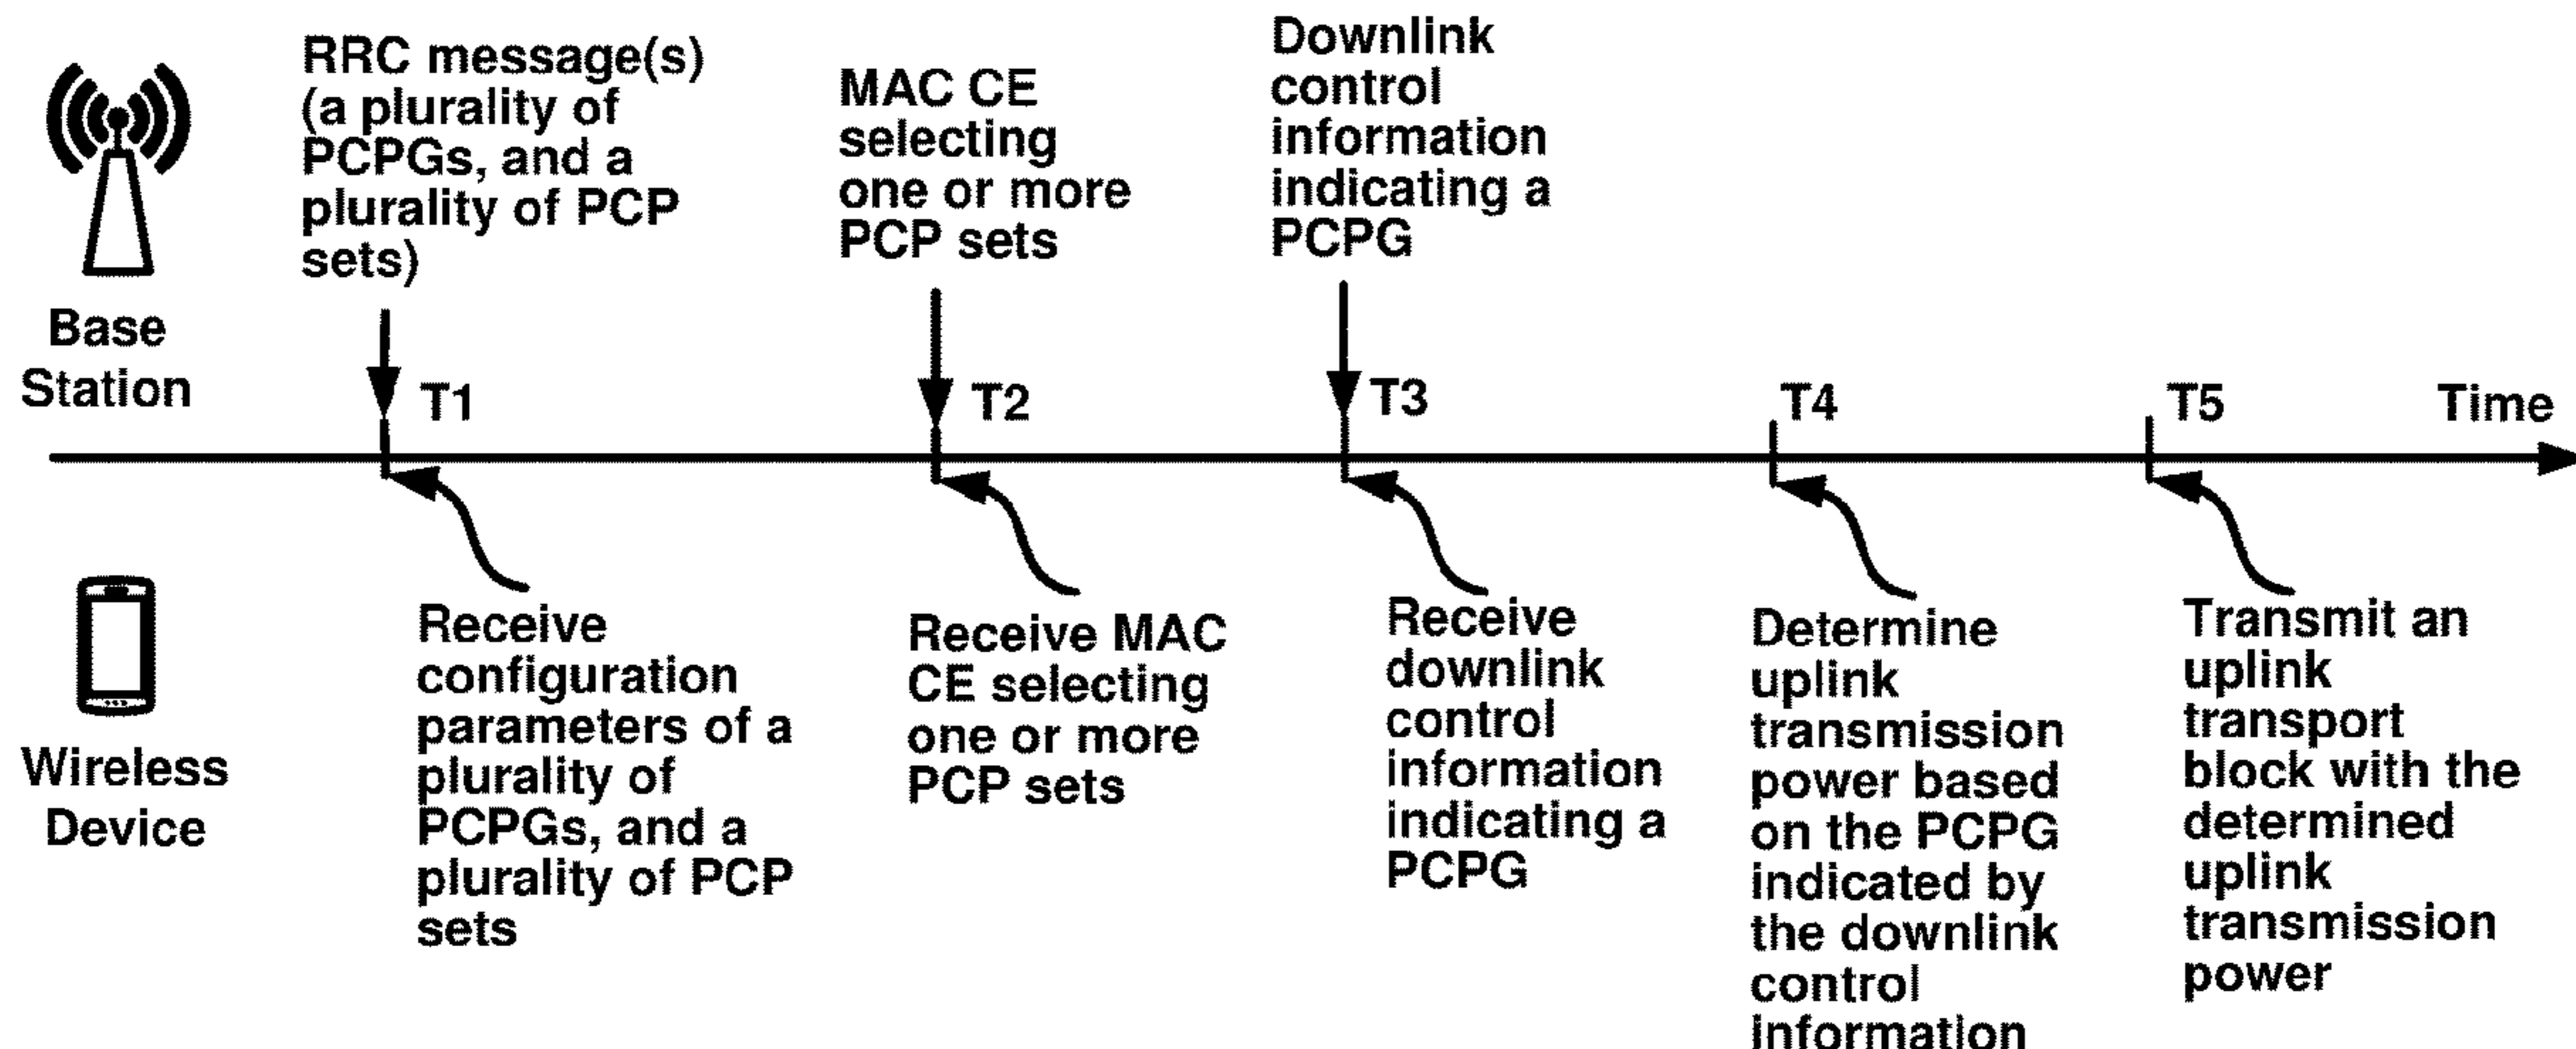 RRC message(s)
(a plurality of
PCPGs, and a
plurality of PCP
sets)
MAC CE
selecting
one or more
PCP sets
Downlink
control
information
indicating a
PCPG
Base
Station
T1
T2
T3
T4
T5
Time
Wireless
Device
Receive
configuration
parameters of a
plurality of
PCPGs, and a
plurality of PCP
sets
Receive MAC
CE selecting
one or more
PCP sets
Receive
downlink
control
information
indicating a
PCPG
Determine
uplink
transmission
power based
on the PCPG
indicated by
the downlink
control
information
Transmit an
uplink
transport
block with the
determined
uplink
transmission
power